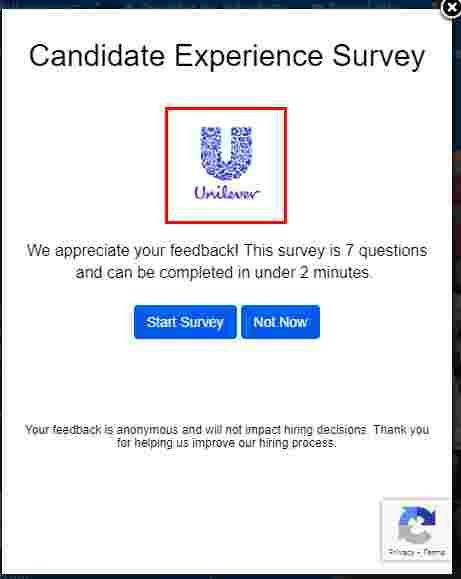 Candidate Experience Survey
Unilever
We appreciate your feedback! This survey is 7 questions
and can be completed in under 2 minutes.
Start Survey Not Now
Your feedback is anonymous and will not impact hiring decisions. Thank you
for helping us improve our hiring process.
Privacy - Terms